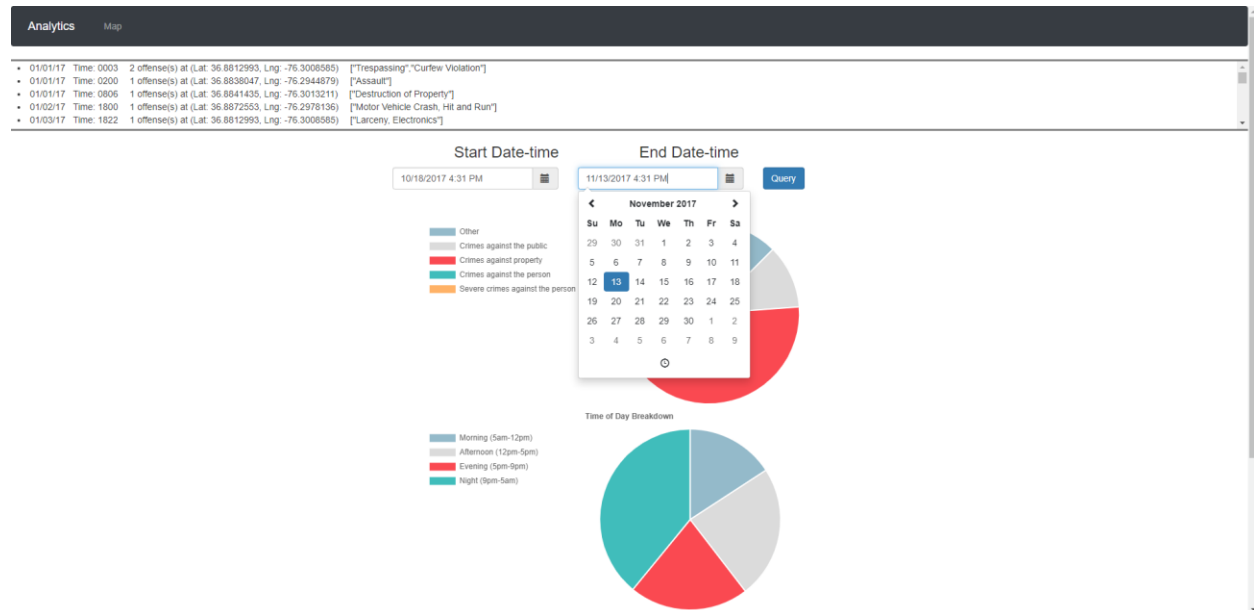 Analytics Map
• 01/01/17 Time: 0003 2 offense(s) at (Lat: 36.8812993, Lng: -76.3008585) ["Trespassing","Curfew Violation"]
• 01/01/17 Time: 0200 1 offense(s) at (Lat: 36.8838047, Lng: -76.2944879) ["Assault"]
• 01/01/17 Time: 0806 1 offense(s) at (Lat: 36.8841435, Lng: -76.3013211) ["Destruction of Property"]
• 01/02/17 Time: 1800 1 offense(s) at (Lat: 36.8872553, Lng: -76.2978136) ["Motor Vehicle Crash, Hit and Run"]
• 01/03/17 Time: 1822 1 offense(s) at (Lat: 36.8812993, Lng: -76.3008585) ["Larceny, Electronics"]
Start Date-time End Date-time
10/18/2017 4:31 PM 11/13/2017 4:31 PM Query
November 2017
Su Mo Tu We Th Fr Sa
29 30 31 1 2 3 4
5 6 7 8 9 10 11
12 13 14 15 16 17 18
19 20 21 22 23 24 25
26 27 28 29 30 1 2
3 4 5 6 7 8 9
Other
Crimes against the public
Crimes against property
Crimes against the person
Severe crimes against the person
Time of Day Breakdown
Morning (5am-12pm)
Afternoon (12pm-5pm)
Evening (5pm-9pm)
Night (9pm-5am)